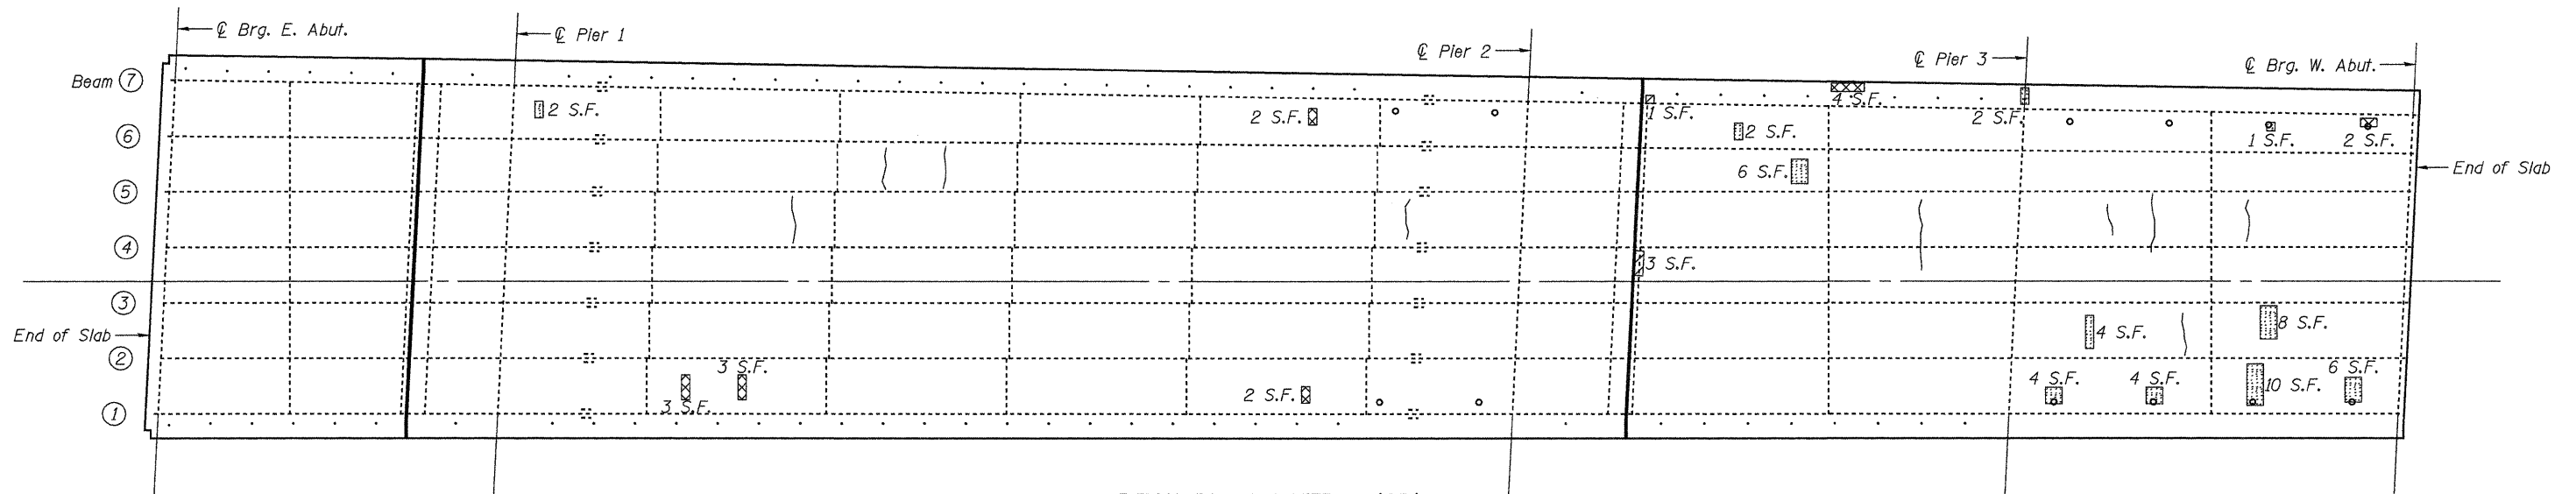 ℄ Brg. E. Abut.
℄ Pier 1
℄ Pier 2
℄ Pier 3
℄ Brg. W. Abut.
Beam 7
2 S.F.
2 S.F.
1 S.F.
4 S.F.
2 S.F.
2 S.F.
1 S.F.
2 S.F.
6
6 S.F.
End of Slab
5
4
3 S.F.
3
8 S.F.
End of Slab
4 S.F.
2
3 S.F.
3 S.F.
2 S.F.
4 S.F.
4 S.F.
10 S.F.
6 S.F.
1